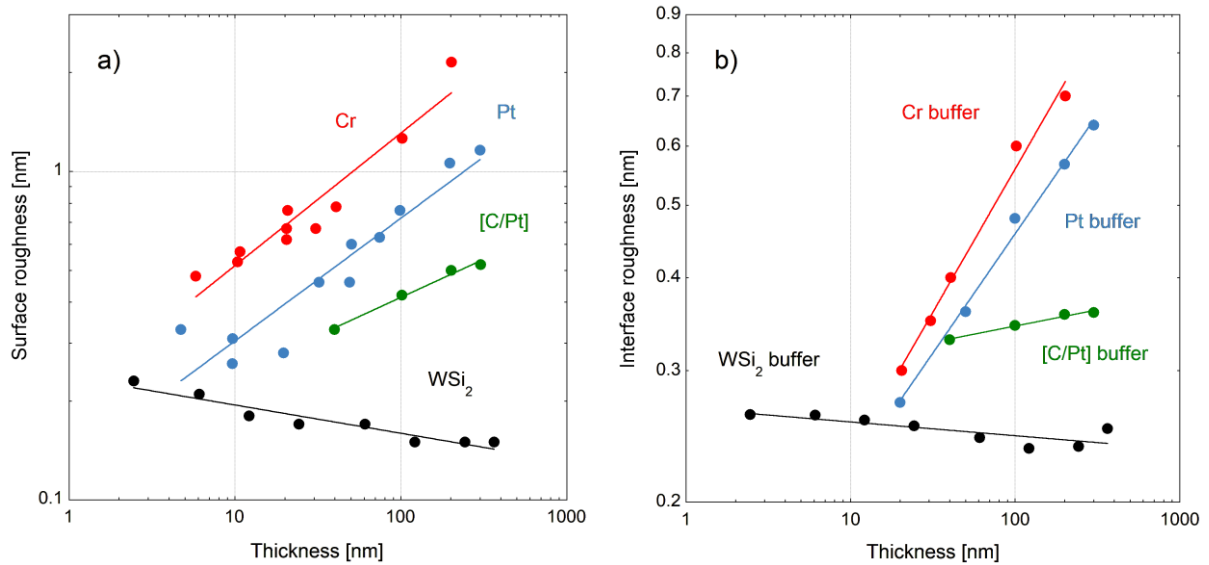 a)
Cr
Pt
[C/Pt]
WSi2
1
0.1
1
10
100
1000
Surface roughness [nm]
Thickness [nm]
b)
0.9
0.8
0.7
0.6
0.5
0.4
0.3
0.2
Cr buffer
Pt buffer
[C/Pt] buffer
WSi2 buffer
1
10
100
1000
Interface roughness [nm]
Thickness [nm]